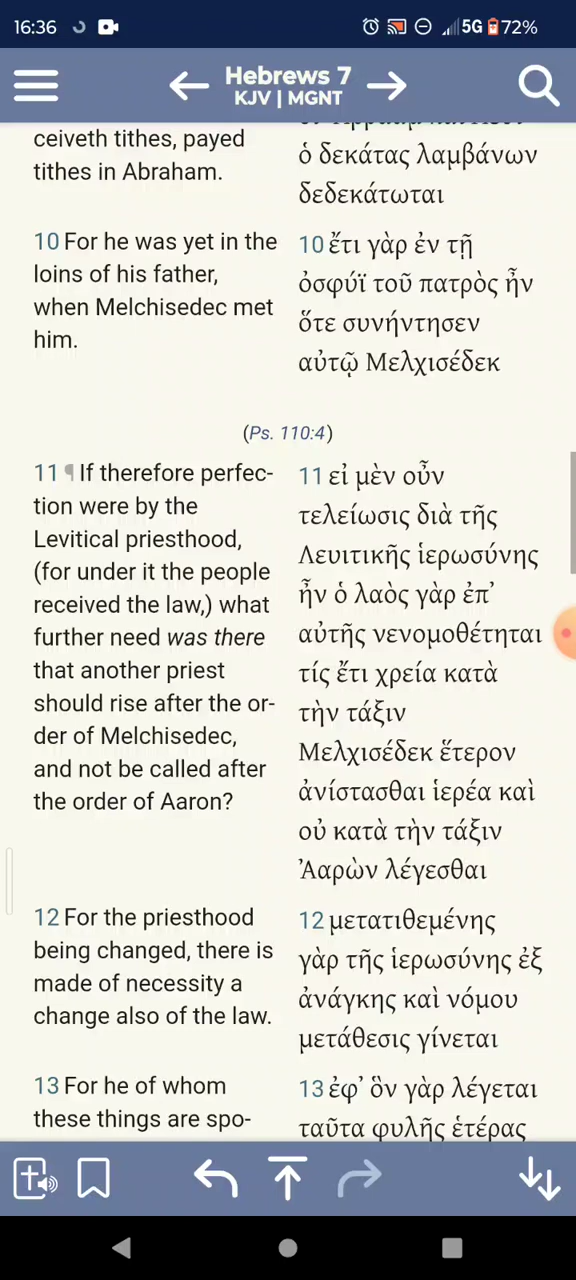 16:36
5G 72%
Hebrews 7
KJV | MGNT
ceiveth tithes, payed
tithes in Abraham.
ὁ δεκάτας λαμβάνων
δεδεκάτωται
10 For he was yet in the
loins of his father,
when Melchisedec met
him.
10 ἔτι γὰρ ἐν τῇ
ὀσφύϊ τοῦ πατρὸς ἦν
ὅτε συνήντησεν
αὐτῷ Μελχισέδεκ
(Ps. 110:4)
11 ¶ If therefore perfec-
tion were by the
Levitical priesthood,
(for under it the people
received the law,) what
further need was there
that another priest
should rise after the or-
der of Melchisedec,
and not be called after
the order of Aaron?
11 εἰ μὲν οὖν
τελείωσις διὰ τῆς
Λευιτικῆς ἱερωσύνης
ἦν ὁ λαὸς γὰρ ἐπ’
αὐτῆς νενομοθέτηται
τίς ἔτι χρεία κατὰ
τὴν τάξιν
Μελχισέδεκ ἕτερον
ἀνίστασθαι ἱερέα καὶ
οὐ κατὰ τὴν τάξιν
Ἀαρὼν λέγεσθαι
12 For the priesthood
being changed, there is
made of necessity a
change also of the law.
12 μετατιθεμένης
γὰρ τῆς ἱερωσύνης ἐξ
ἀνάγκης καὶ νόμου
μετάθεσις γίνεται
13 For he of whom
these things are spo-
13 ἐφ’ ὃν γὰρ λέγεται
ταῦτα φυλῆς ἑτέρας